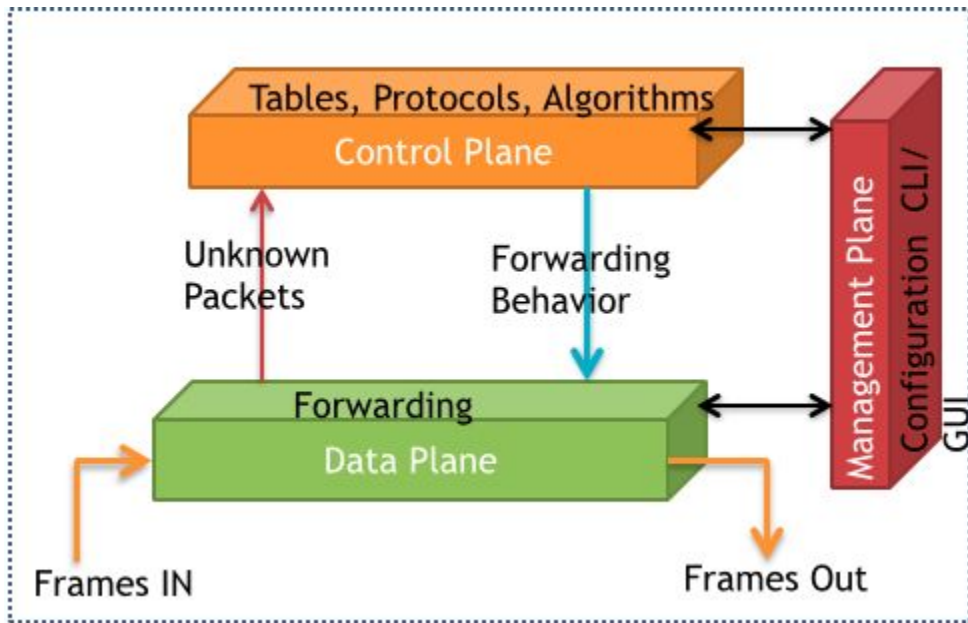 Tables, Protocols, Algorithms
Control Plane
Unknown
Packets
Forwarding
Behavior
Forwarding
Data Plane
Frames IN
Frames Out
Management Plane
Configuration CLI/
GUI